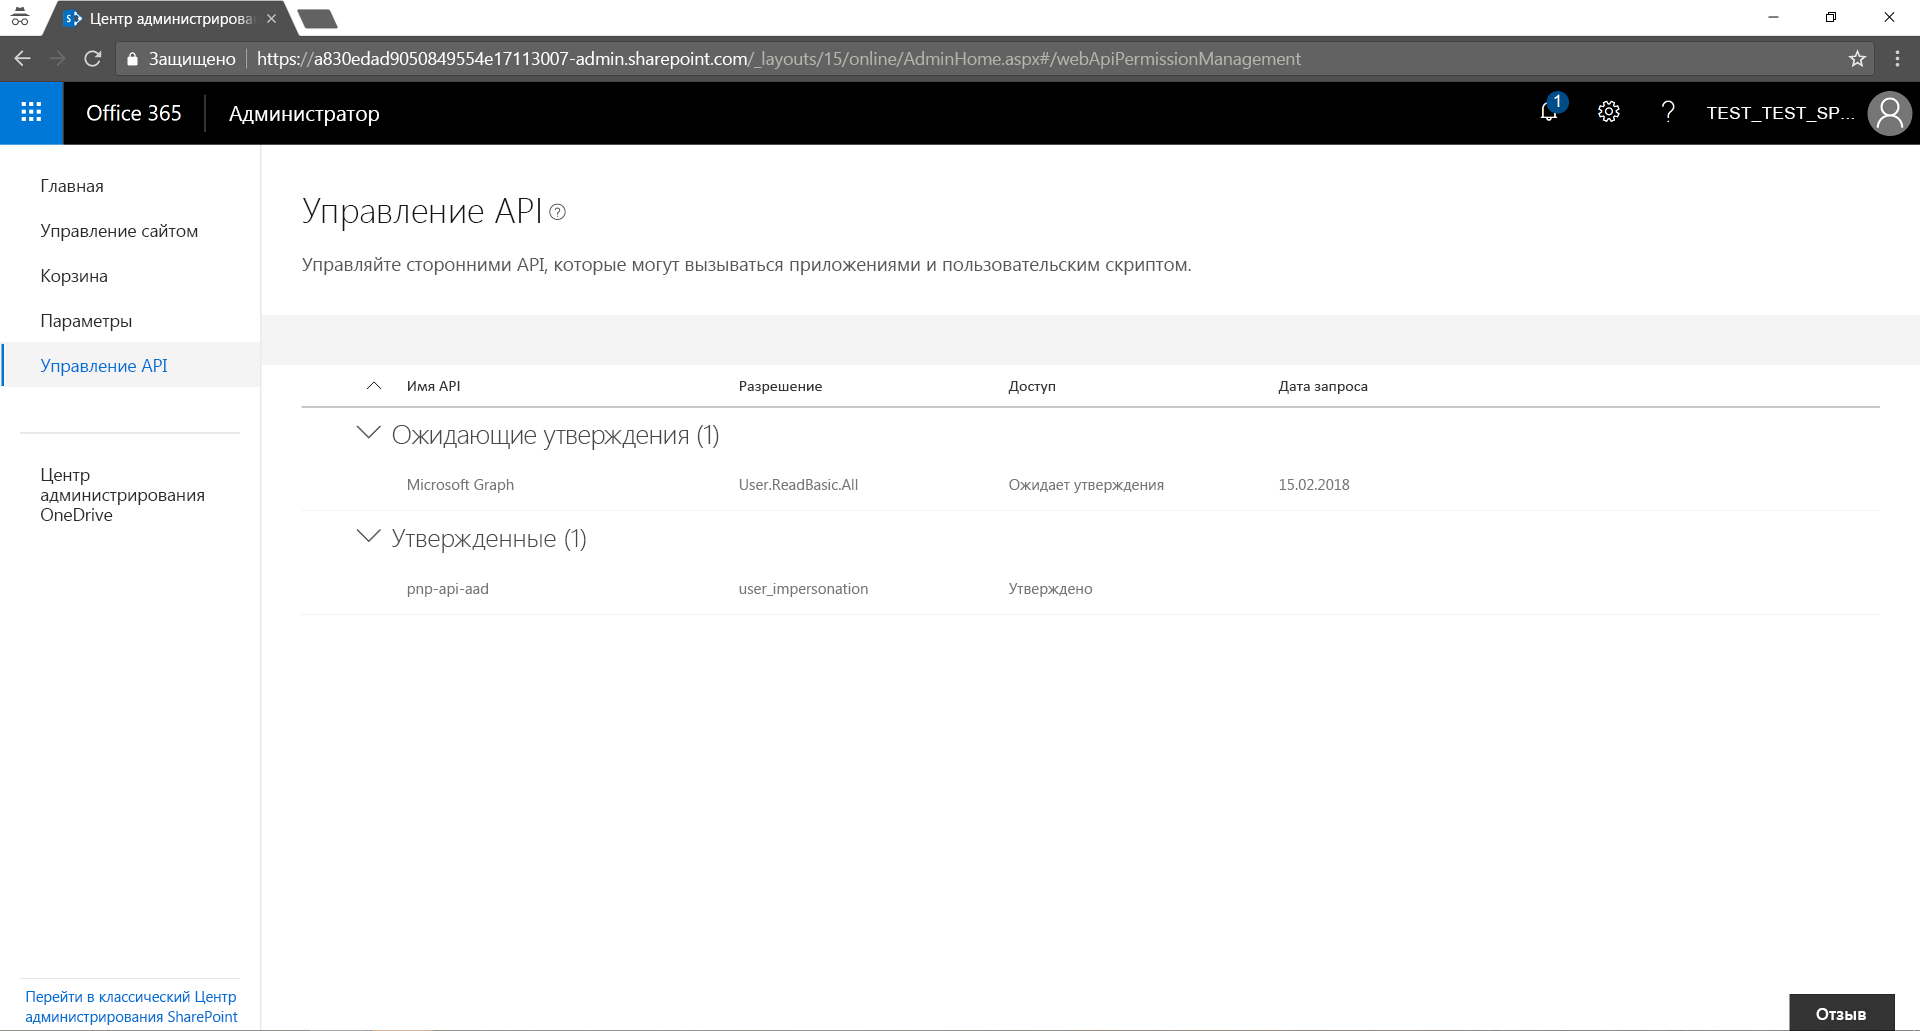 Центр администрирова
Защищено
https://a830edad9050849554e17113007-admin.sharepoint.com/_layouts/15/online/AdminHome.aspx#/webApiPermissionManagement
Office 365
Администратор
1
?
TEST_TEST_SP...
Главная
Управление сайтом
Корзина
Параметры
Управление API
Центр
администрирования
OneDrive
Перейти в классический Центр
администрирования SharePoint
Управление API ?
Управляйте сторонними API, которые могут вызываться приложениями и пользовательским скриптом.
Имя API Разрешение Доступ Дата запроса
Ожидающие утверждения (1)
Microsoft Graph User.ReadBasic.All Ожидает утверждения 15.02.2018
Утвержденные (1)
pnp-api-aad user_impersonation Утверждено
Отзыв